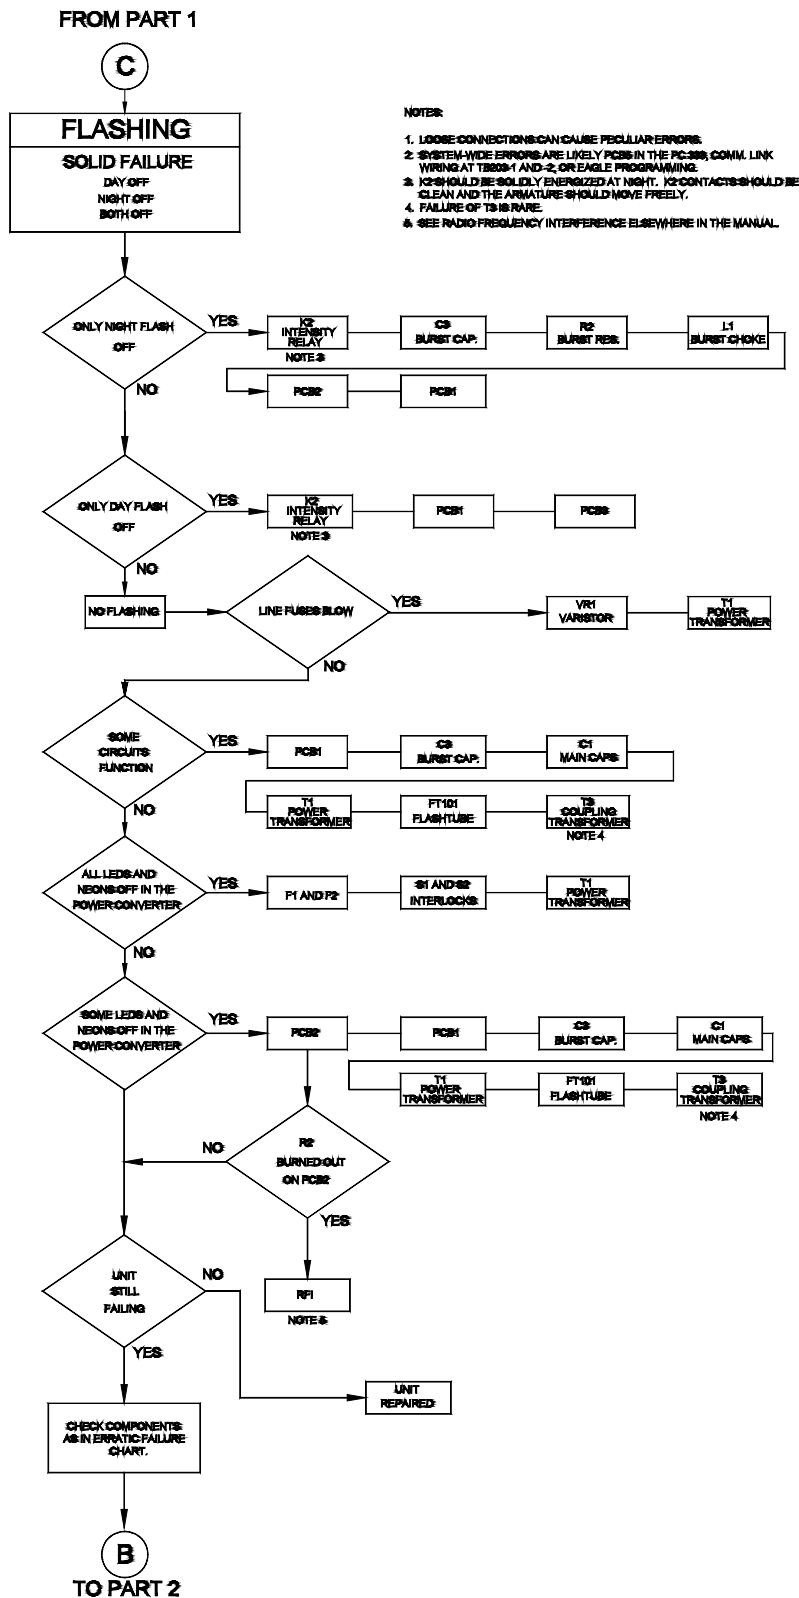 FROM PART 1
C
FLASHING
SOLID FAILURE
DAY OFF
NIGHT OFF
BOTH OFF
NOTES:
1. LOOSE CONNECTIONS CAN CAUSE PECULIAR ERRORS.
2. SYSTEM-WIDE ERRORS ARE LIKELY PCB5 IN THE PC 389, COMM. LINK
WIRING AT TB203-1 AND -2, OR EAGLE PROGRAMMING.
3. K2 SHOULD BE SOLIDLY ENERGIZED AT NIGHT. K2 CONTACTS SHOULD BE
CLEAN AND THE ARMATURE SHOULD MOVE FREELY.
4. FAILURE OF T3 IS RARE.
5. SEE RADIO FREQUENCY INTERFERENCE ELSEWHERE IN THE MANUAL.
ONLY NIGHT FLASH
OFF
YES
K2
INTENSITY
RELAY
NOTE 3
C3
BURST CAP.
R2
BURST RES.
L1
BURST CHOKE
NO
PCB2
PCB1
ONLY DAY FLASH
OFF
YES
K2
INTENSITY
RELAY
NOTE 3
PCB1
PCB3
NO
NO FLASHING
LINE FUSES BLOW
YES
VR1
VARISTOR
T1
POWER
TRANSFORMER
NO
SOME
CIRCUITS
FUNCTION
YES
PCB1
C3
BURST CAP.
C1
MAIN CAPS
NO
T1
POWER
TRANSFORMER
FT101
FLASHTUBE
T3
COUPLING
TRANSFORMER
NOTE 4
ALL LEDS AND
NEONS OFF IN THE
POWER CONVERTER
YES
F1 AND F2
S1 AND S2
INTERLOCKS
T1
POWER
TRANSFORMER
NO
SOME LEDS AND
NEONS OFF IN THE
POWER CONVERTER
YES
PCB2
PCB1
C3
BURST CAP.
C1
MAIN CAPS
T1
POWER
TRANSFORMER
FT101
FLASHTUBE
T3
COUPLING
TRANSFORMER
NOTE 4
NO
R2
BURNED OUT
ON PCB2
YES
UNIT
STILL
FAILING
NO
RFI
NOTE 5
YES
UNIT
REPAIRED
CHECK COMPONENTS
AS IN ERRATIC FAILURE
CHART.
B
TO PART 2